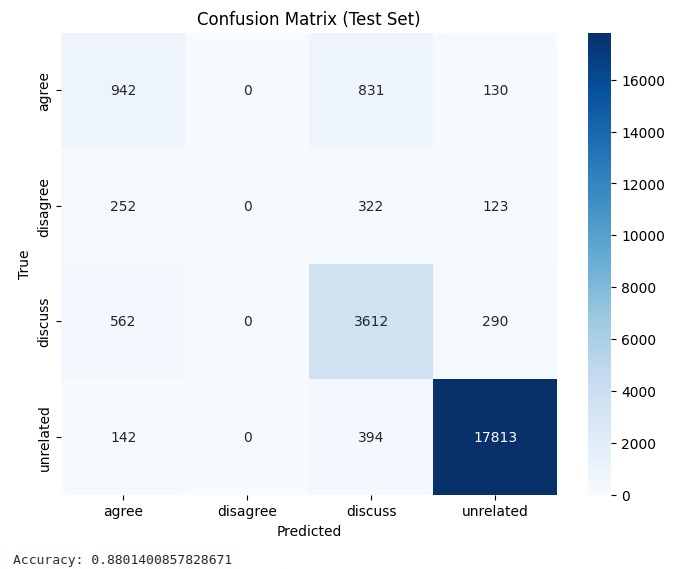 Confusion Matrix (Test Set)
agree 942 0 831 130
disagree 252 0 322 123
discuss 562 0 3612 290
unrelated 142 0 394 17813
True
agree disagree discuss unrelated
Predicted
16000
14000
12000
10000
8000
6000
4000
2000
0
Accuracy: 0.8801400857828671